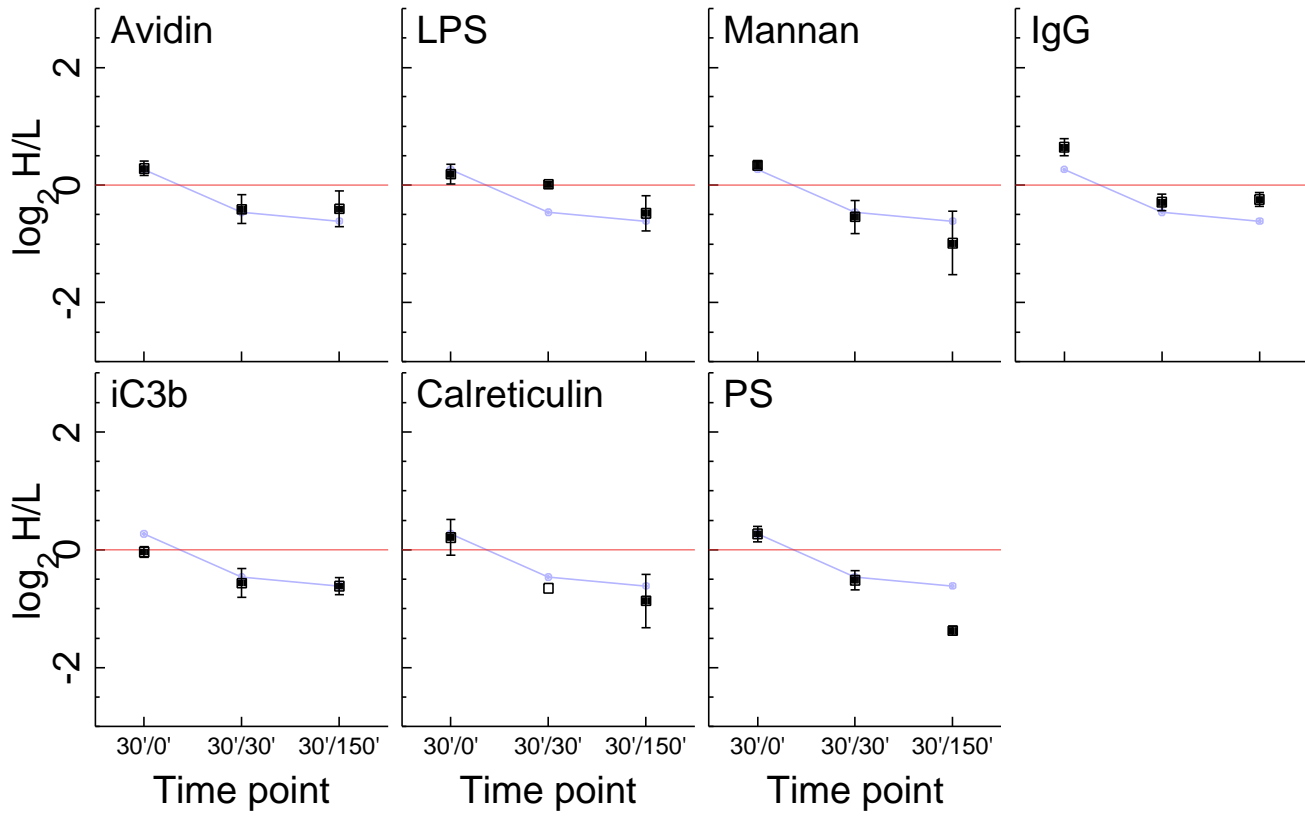 Avidin LPS Mannan IgG
2
0
-2
log2 H/L
iC3b Calreticulin PS
2
0
-2
log2 H/L
30'/0' 30'/30' 30'/150' 30'/0' 30'/30' 30'/150' 30'/0' 30'/30' 30'/150'
Time point Time point Time point